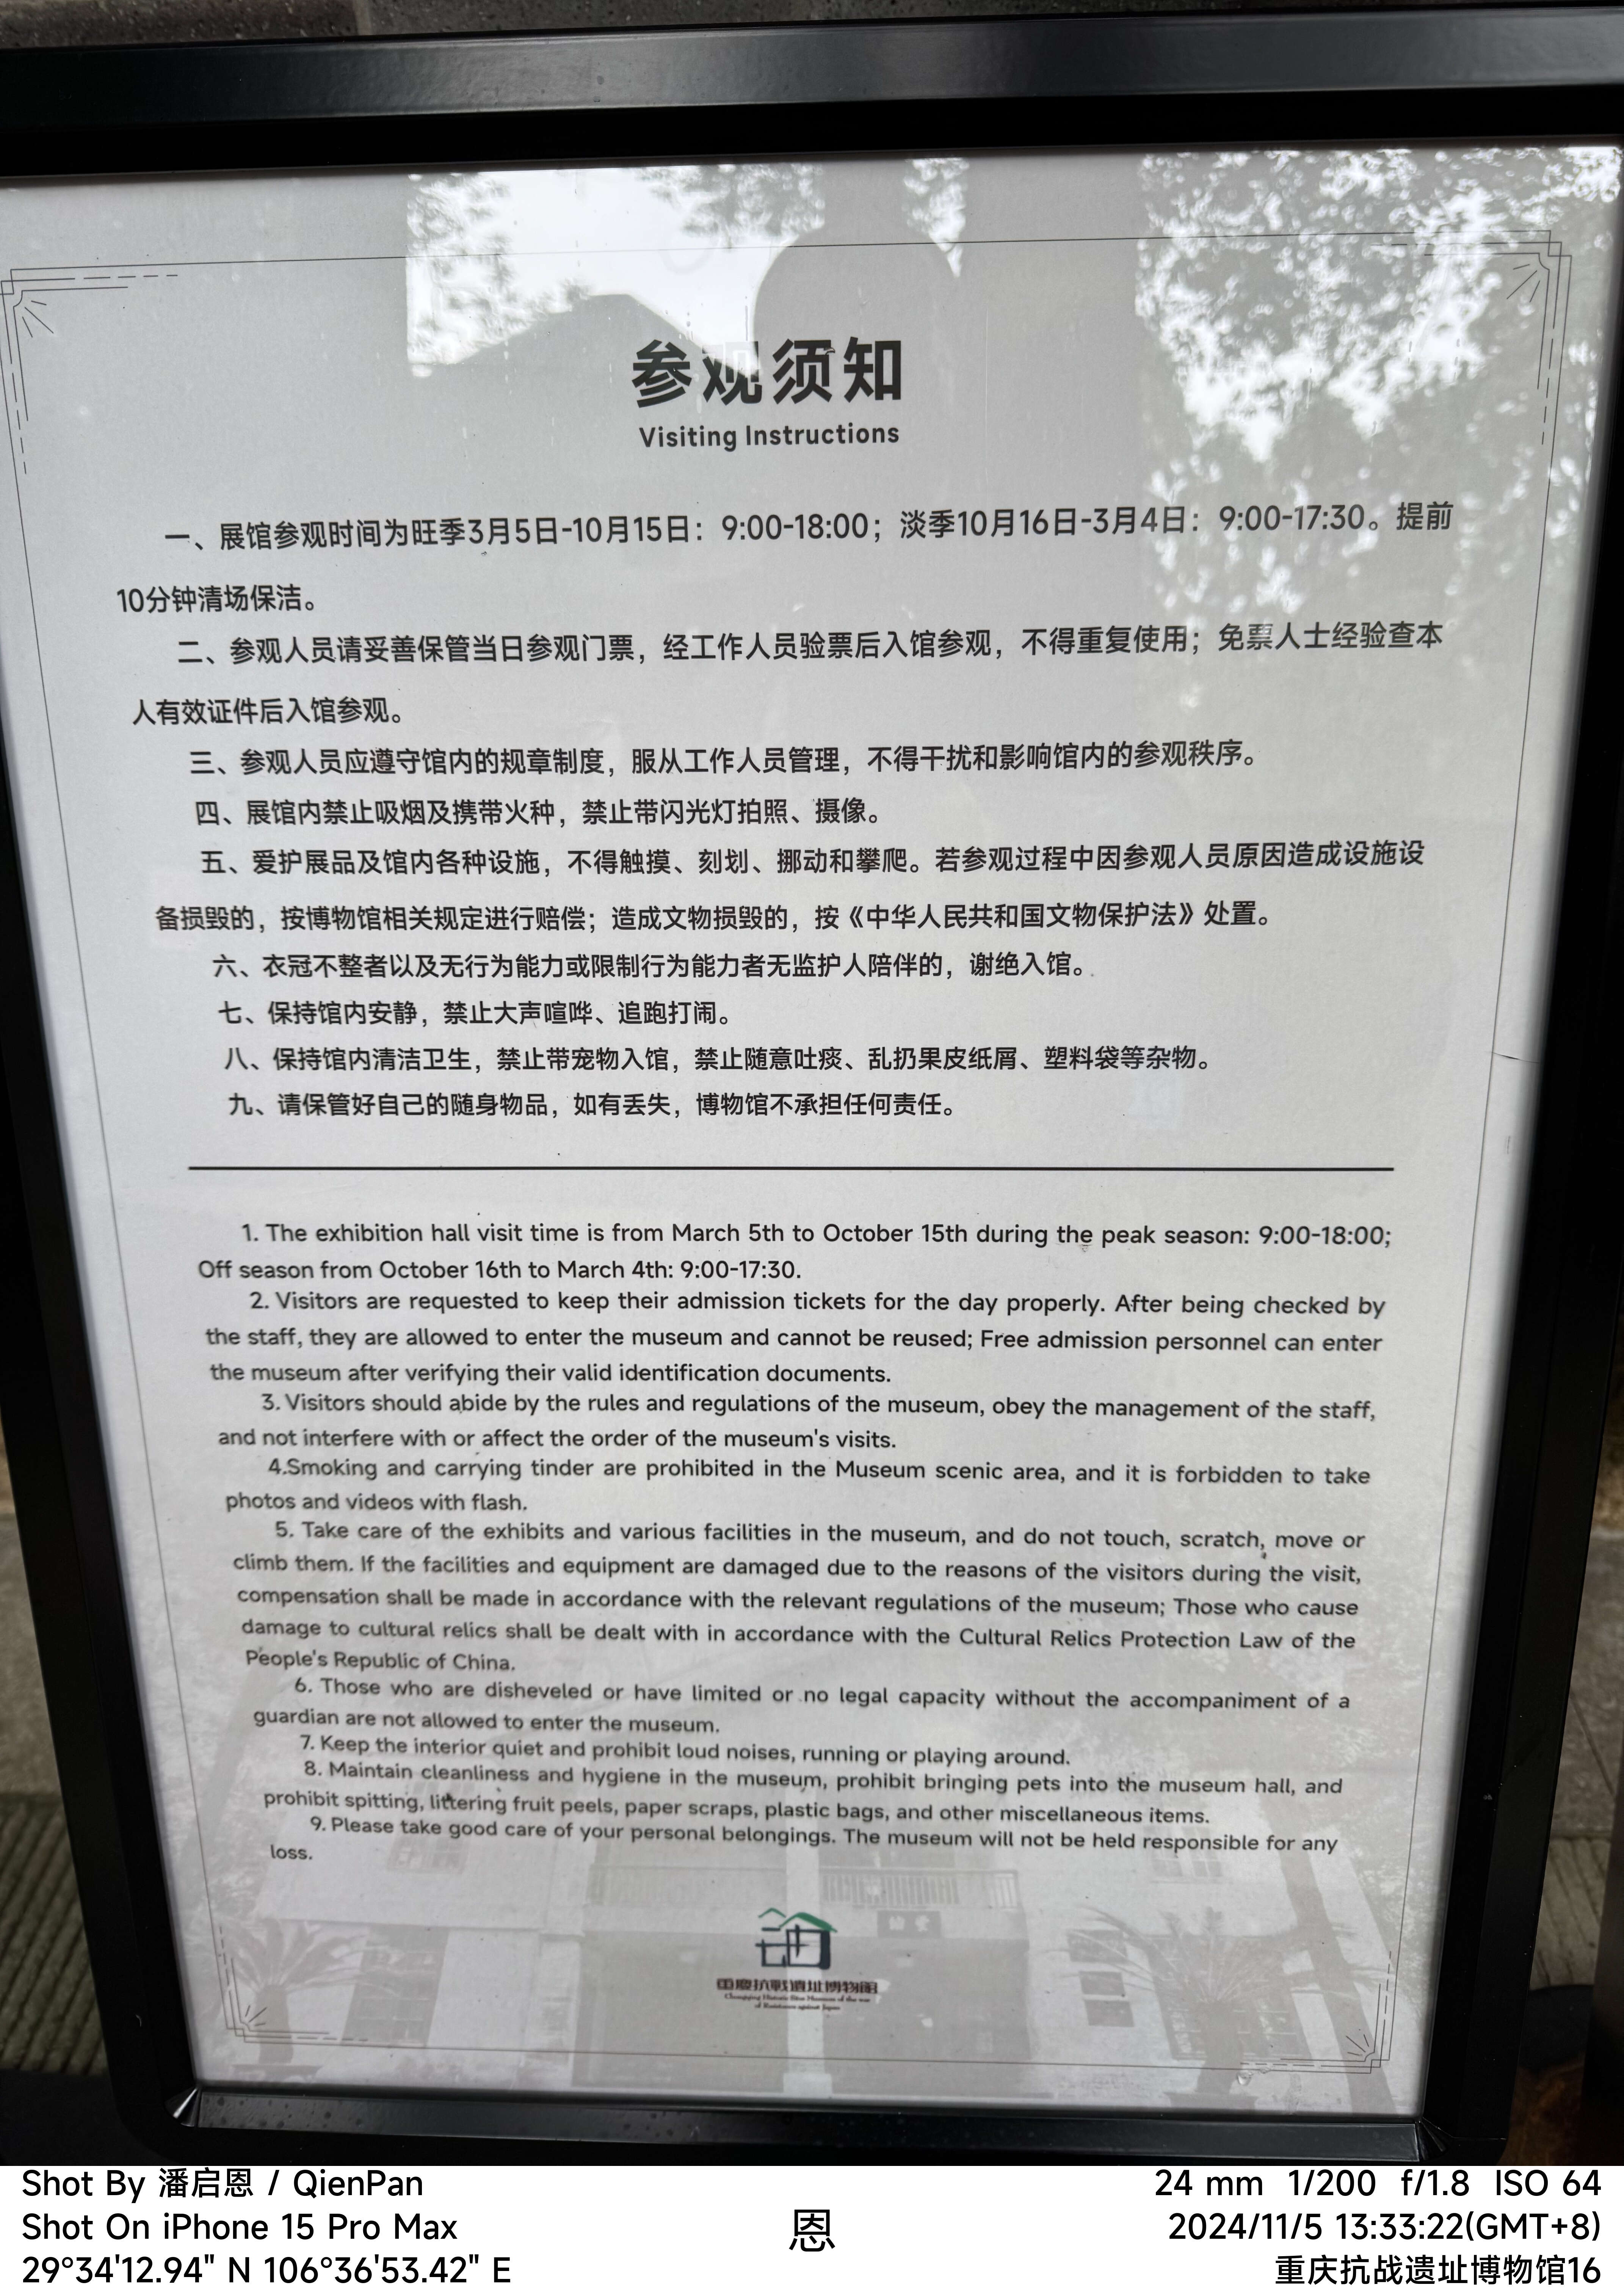 参观须知
Visiting Instructions
一、展馆参观时间为旺季3月5日-10月15日：9:00-18:00；淡季10月16日-3月4日：9:00-17:30。提前
10分钟清场保洁。
二、参观人员请妥善保管当日参观门票，经工作人员验票后入馆参观，不得重复使用；免票人士经验查本
人有效证件后入馆参观。
三、参观人员应遵守馆内的规章制度，服从工作人员管理，不得干扰和影响馆内的参观秩序。
四、展馆内禁止吸烟及携带火种，禁止带闪光灯拍照、摄像。
五、爱护展品及馆内各种设施，不得触摸、刻划、挪动和攀爬。若参观过程中因参观人员原因造成设施设
备损毁的，按博物馆相关规定进行赔偿；造成文物损毁的，按《中华人民共和国文物保护法》处置。
六、衣冠不整者以及无行为能力或限制行为能力者无监护人陪伴的，谢绝入馆。
七、保持馆内安静，禁止大声喧哗、追跑打闹。
八、保持馆内清洁卫生，禁止带宠物入馆，禁止随意吐痰、乱扔果皮纸屑、塑料袋等杂物。
九、请保管好自己的随身物品，如有丢失，博物馆不承担任何责任。
1. The exhibition hall visit time is from March 5th to October 15th during the peak season: 9:00-18:00;
Off season from October 16th to March 4th: 9:00-17:30.
2. Visitors are requested to keep their admission tickets for the day properly. After being checked by
the staff, they are allowed to enter the museum and cannot be reused; Free admission personnel can enter
the museum after verifying their valid identification documents.
3. Visitors should abide by the rules and regulations of the museum, obey the management of the staff,
and not interfere with or affect the order of the museum's visits.
4.Smoking and carrying tinder are prohibited in the Museum scenic area, and it is forbidden to take
photos and videos with flash.
5. Take care of the exhibits and various facilities in the museum, and do not touch, scratch, move or
climb them. If the facilities and equipment are damaged due to the reasons of the visitors during the visit,
compensation shall be made in accordance with the relevant regulations of the museum; Those who cause
damage to cultural relics shall be dealt with in accordance with the Cultural Relics Protection Law of the
People's Republic of China.
6. Those who are disheveled or have limited or no legal capacity without the accompaniment of a
guardian are not allowed to enter the museum.
7. Keep the interior quiet and prohibit loud noises, running or playing around.
8. Maintain cleanliness and hygiene in the museum, prohibit bringing pets into the museum hall, and
prohibit spitting, littering fruit peels, paper scraps, plastic bags, and other miscellaneous items.
9. Please take good care of your personal belongings. The museum will not be held responsible for any
loss.
重慶抗戰遺址博物館
Chongqing Historic Sites Museum of the war
of Resistance against Japan
Shot By 潘启恩 / QienPan
Shot On iPhone 15 Pro Max
29°34'12.94" N 106°36'53.42" E
恩
24 mm 1/200 f/1.8 ISO 64
2024/11/5 13:33:22(GMT+8)
重庆抗战遗址博物馆16